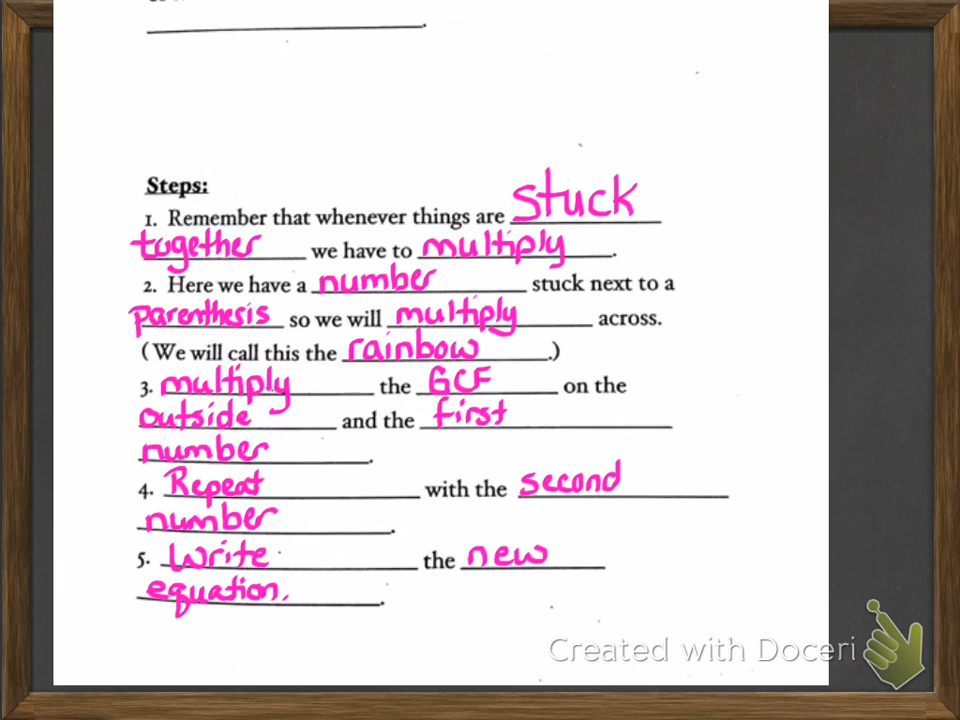 Steps:
1. Remember that whenever things are stuck
together we have to multiply.
2. Here we have a number stuck next to a
parenthesis so we will multiply across.
(We will call this the rainbow.)
3. multiply the GCF on the
outside and the first
number.
4. Repeat with the second
number.
5. Write the new
equation.
Created with Doceri